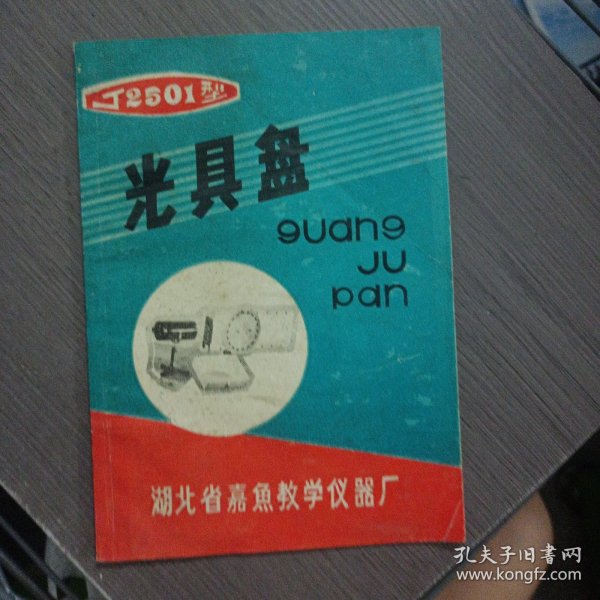 J2501型
光具盘
guang
JU
pan
湖北省嘉魚教学仪器厂
孔夫子旧書网
www.kongfz.com